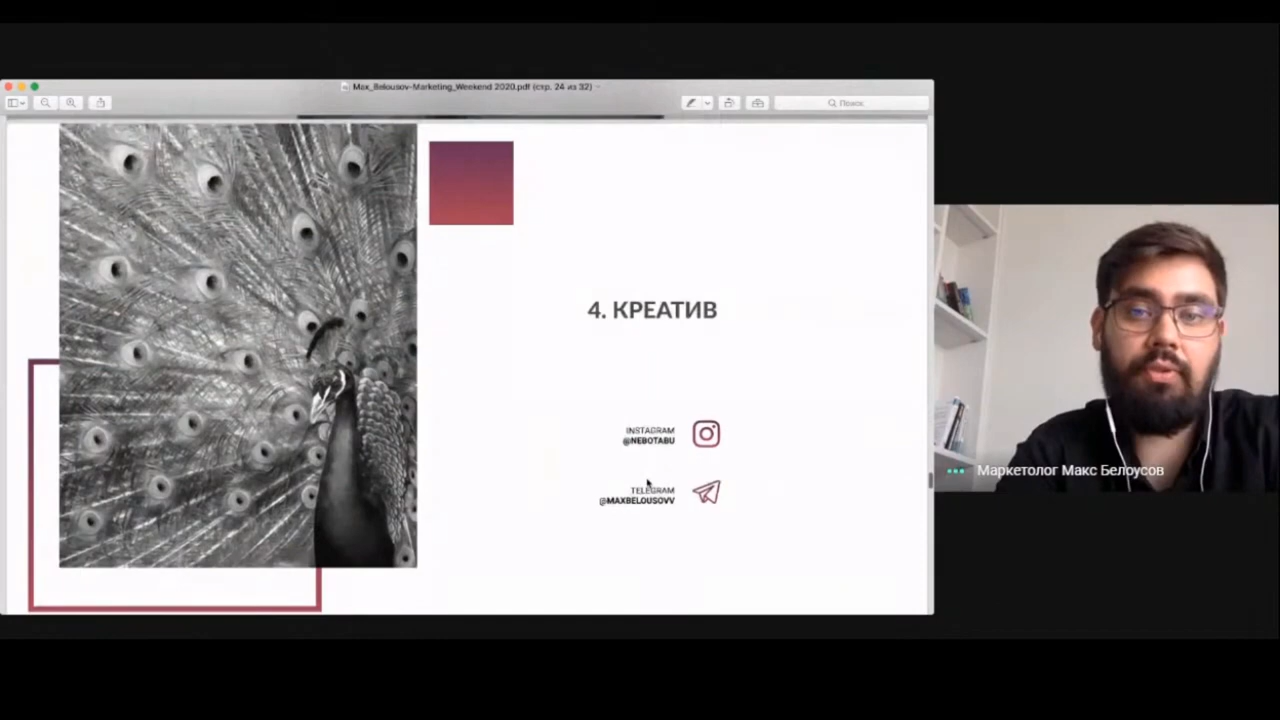 Max_Belousov-Marketing_Weekend 2020.pdf (стр. 24 из 32)
Поиск
4. КРЕАТИВ
INSTAGRAM
@NEBOTABU
TELEGRAM
@MAXBELOUSOVV
Маркетолог Макс Белоусов